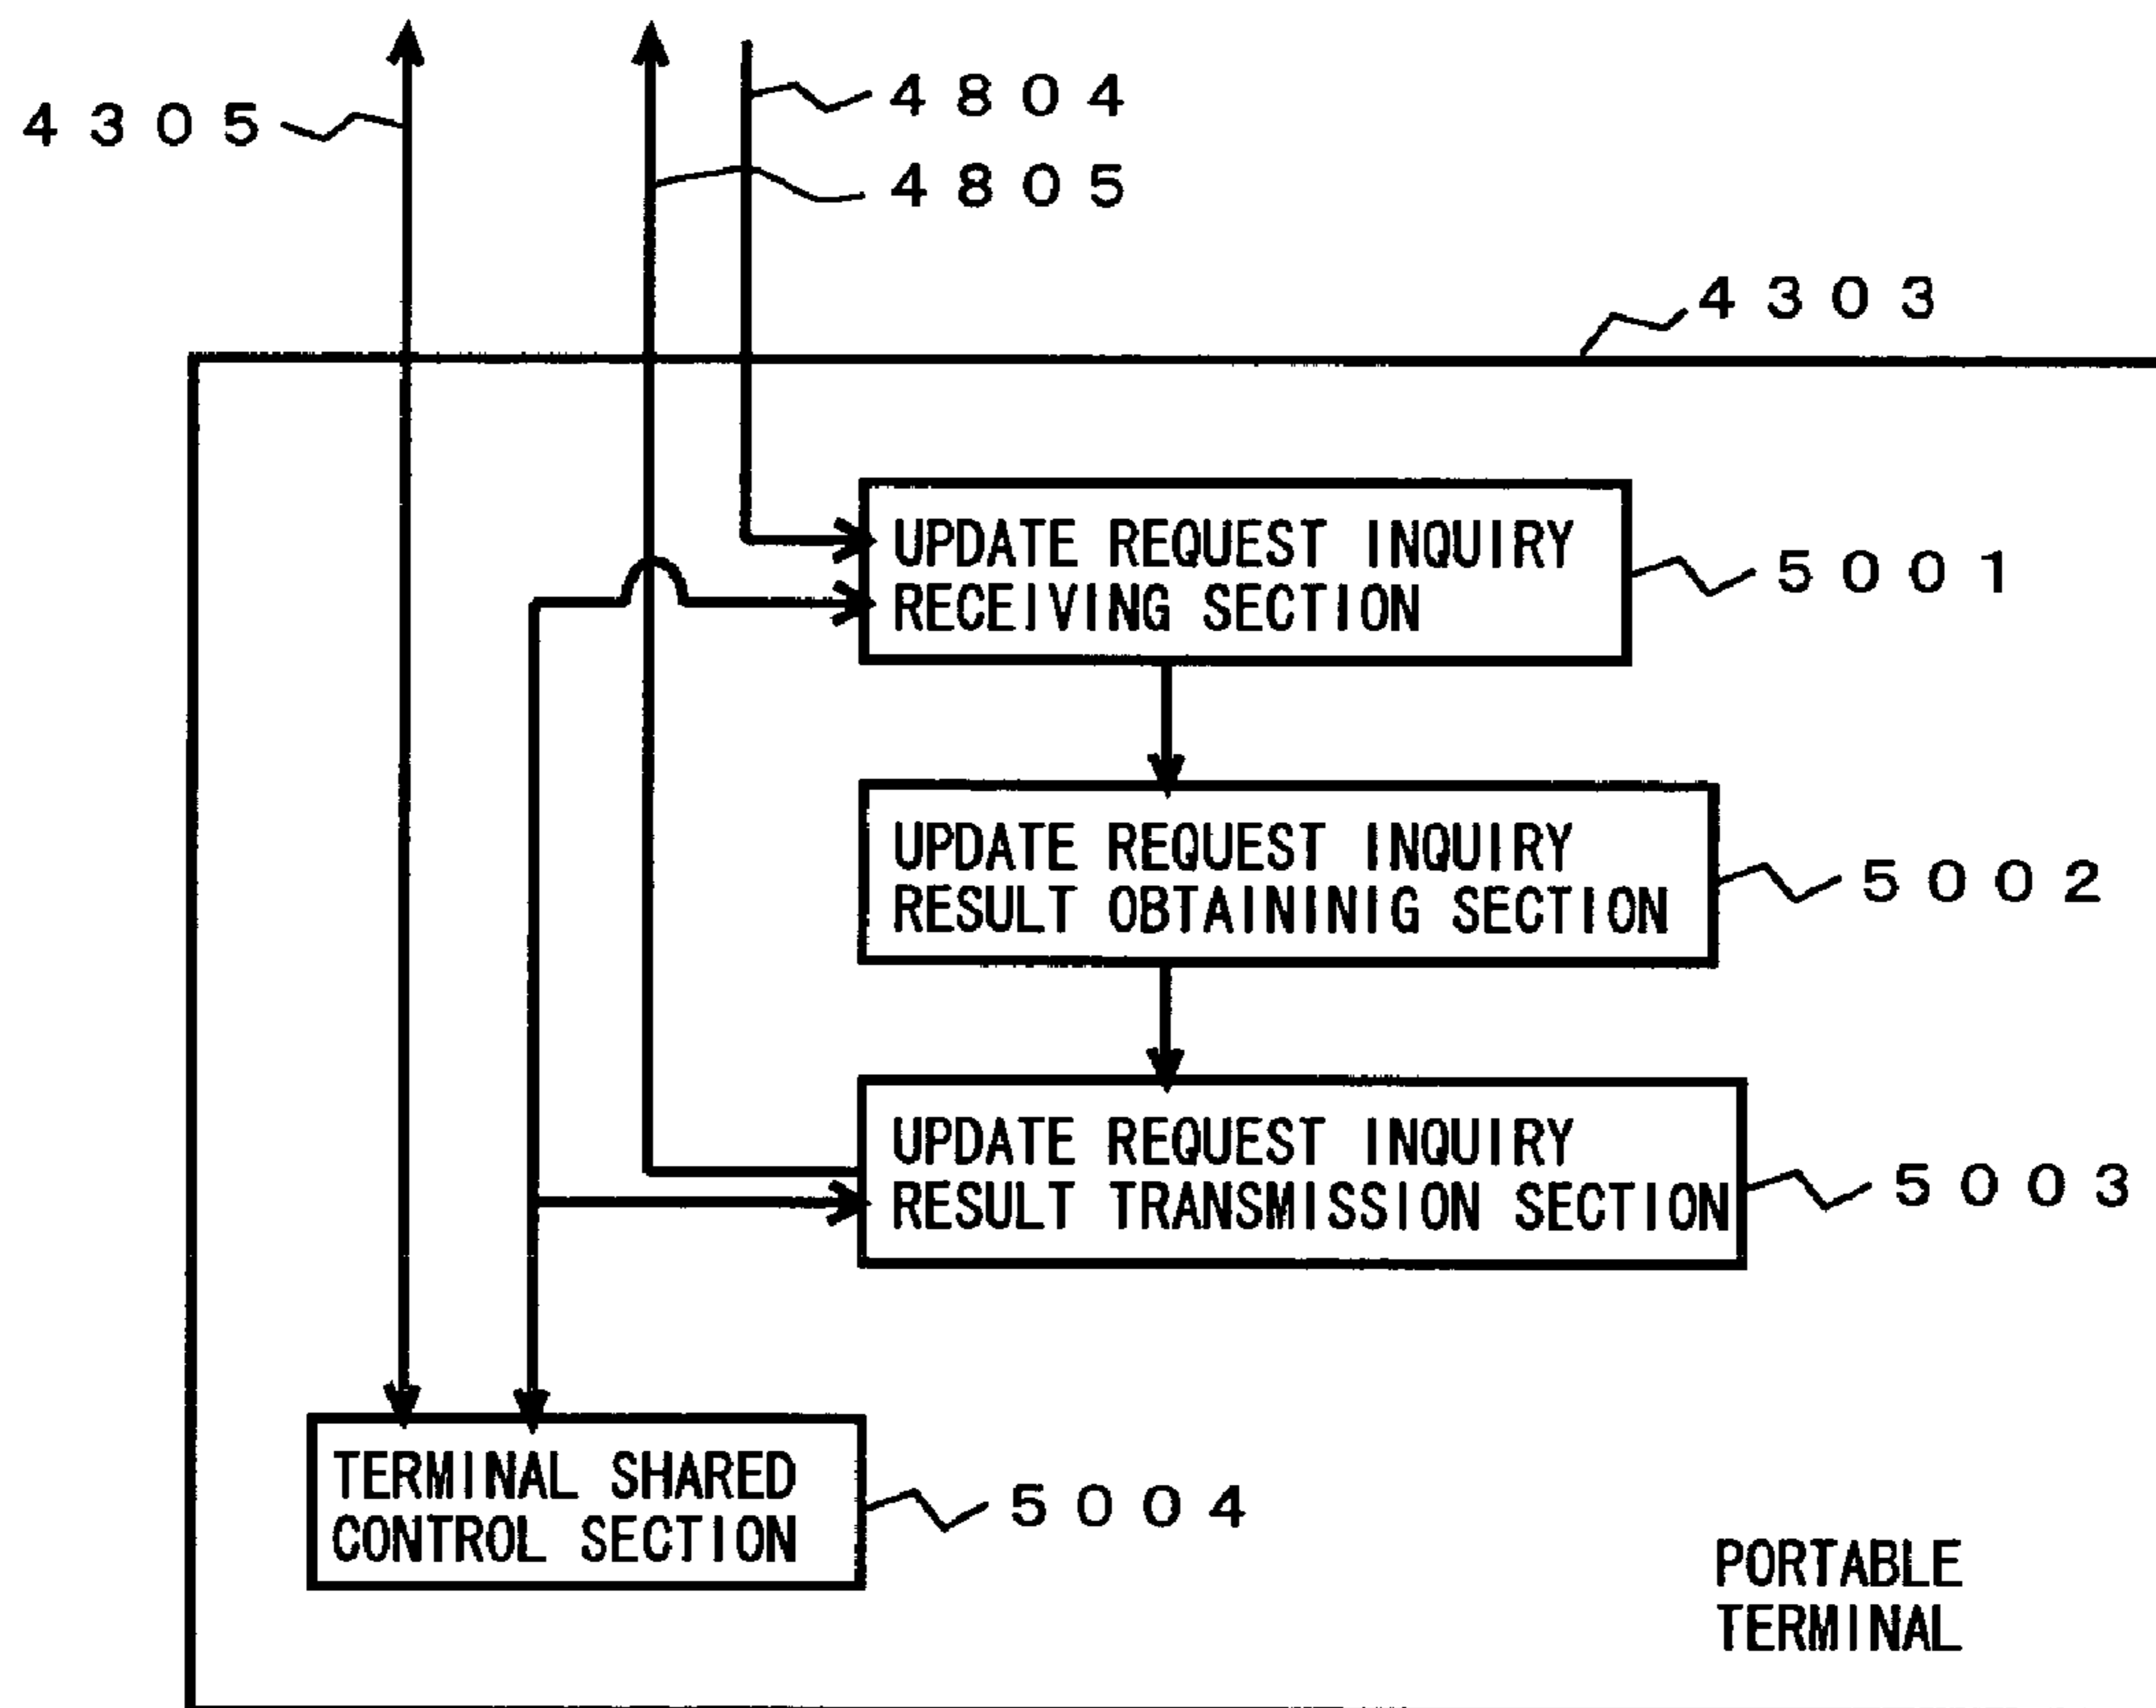 4804
4305
4805
4303
UPDATE REQUEST INQUIRY
RECEIVING SECTION
5001
UPDATE REQUEST INQUIRY
RESULT OBTAININIG SECTION
5002
UPDATE REQUEST INQUIRY
RESULT TRANSMISSION SECTION
5003
TERMINAL SHARED
CONTROL SECTION
5004
PORTABLE
TERMINAL